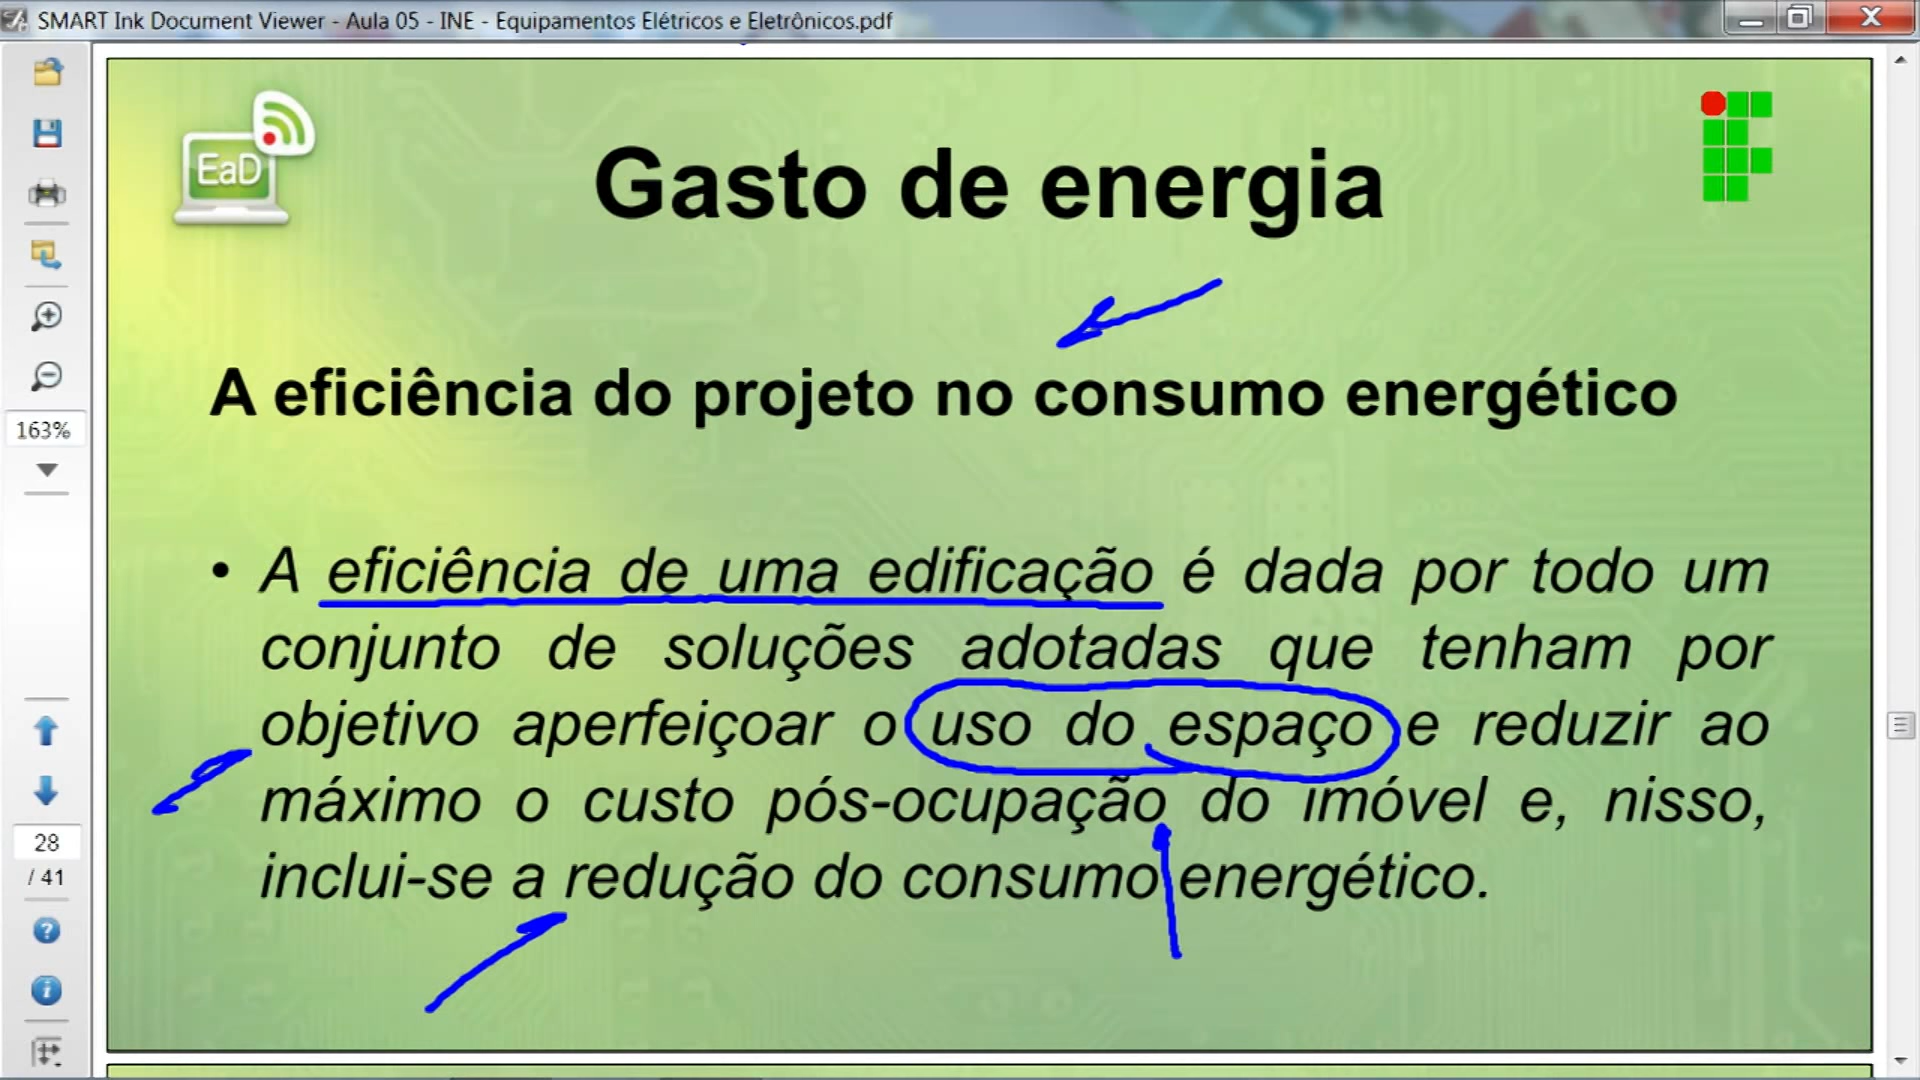 SMART Ink Document Viewer - Aula 05 - INE - Equipamentos Elétricos e Eletrônicos.pdf
EaD
Gasto de energia
A eficiência do projeto no consumo energético
163%
• A eficiência de uma edificação é dada por todo um
conjunto de soluções adotadas que tenham por
objetivo aperfeiçoar o uso do espaço e reduzir ao
máximo o custo pós-ocupação do imóvel e, nisso,
inclui-se a redução do consumo energético.
28
/ 41